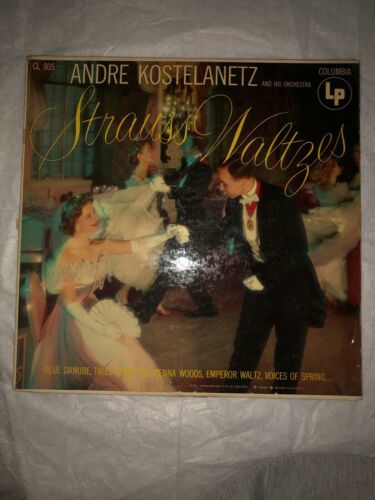 CL 805
ANDRE KOSTELANETZ AND HIS ORCHESTRA
COLUMBIA
Lp
Strauss Waltzes
BLUE DANUBE, TALES VIENNA WOODS, EMPEROR WALTZ, VOICES OF SPRING...